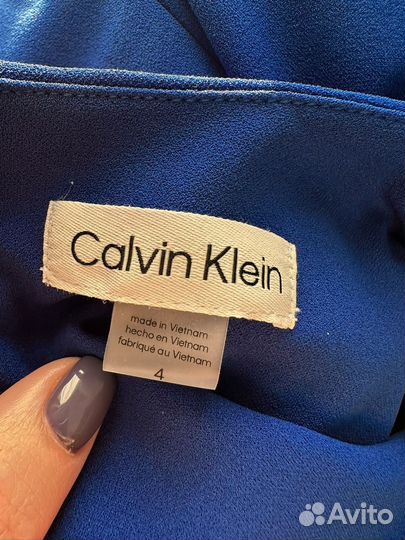 Calvin Klein
made in Vietnam
hecho en Vietnam
fabriqué au Vietnam
4
Avito